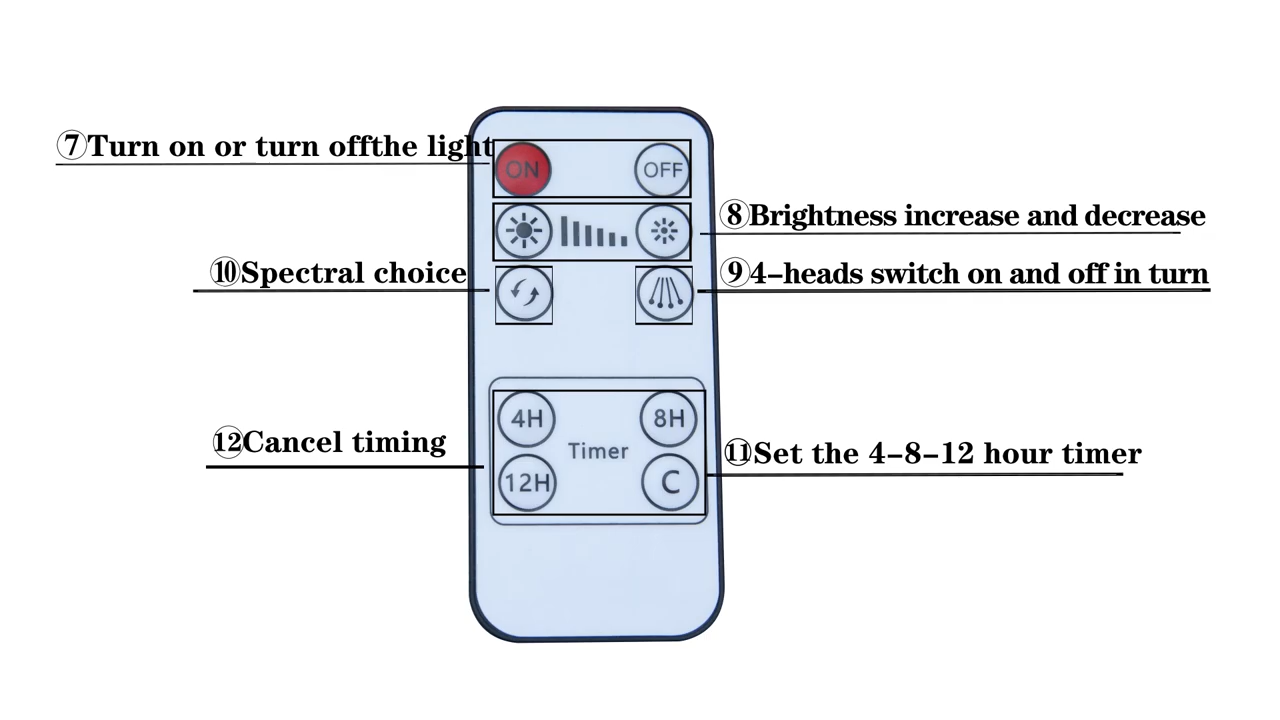 ⑦Turn on or turn offthe light
ON
OFF
⑧Brightness increase and decrease
⑩Spectral choice
⑨4-heads switch on and off in turn
4H
8H
Timer
⑫Cancel timing
⑪Set the 4-8-12 hour timer
12H
C